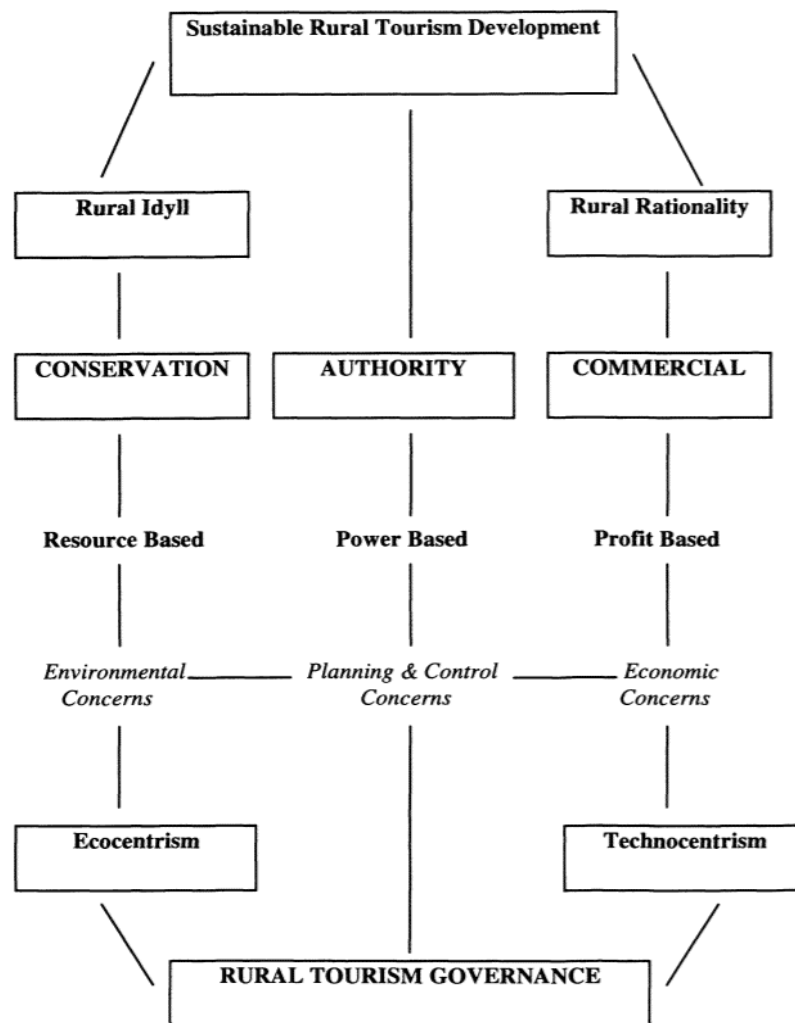 Sustainable Rural Tourism Development
Rural Idyll
Rural Rationality
CONSERVATION
AUTHORITY
COMMERCIAL
Resource Based
Power Based
Profit Based
Environmental
Concerns
Planning & Control
Concerns
Economic
Concerns
Ecocentrism
Technocentrism
RURAL TOURISM GOVERNANCE